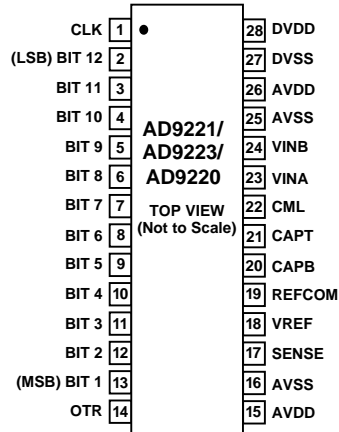 CLK 1 28 DVDD
(LSB) BIT 12 2 27 DVSS
BIT 11 3 26 AVDD
BIT 10 4 25 AVSS
BIT 9 5 24 VINB
BIT 8 6 23 VINA
BIT 7 7 22 CML
BIT 6 8 21 CAPT
BIT 5 9 20 CAPB
BIT 4 10 19 REFCOM
BIT 3 11 18 VREF
BIT 2 12 17 SENSE
(MSB) BIT 1 13 16 AVSS
OTR 14 15 AVDD
AD9221/
AD9223/
AD9220
TOP VIEW
(Not to Scale)